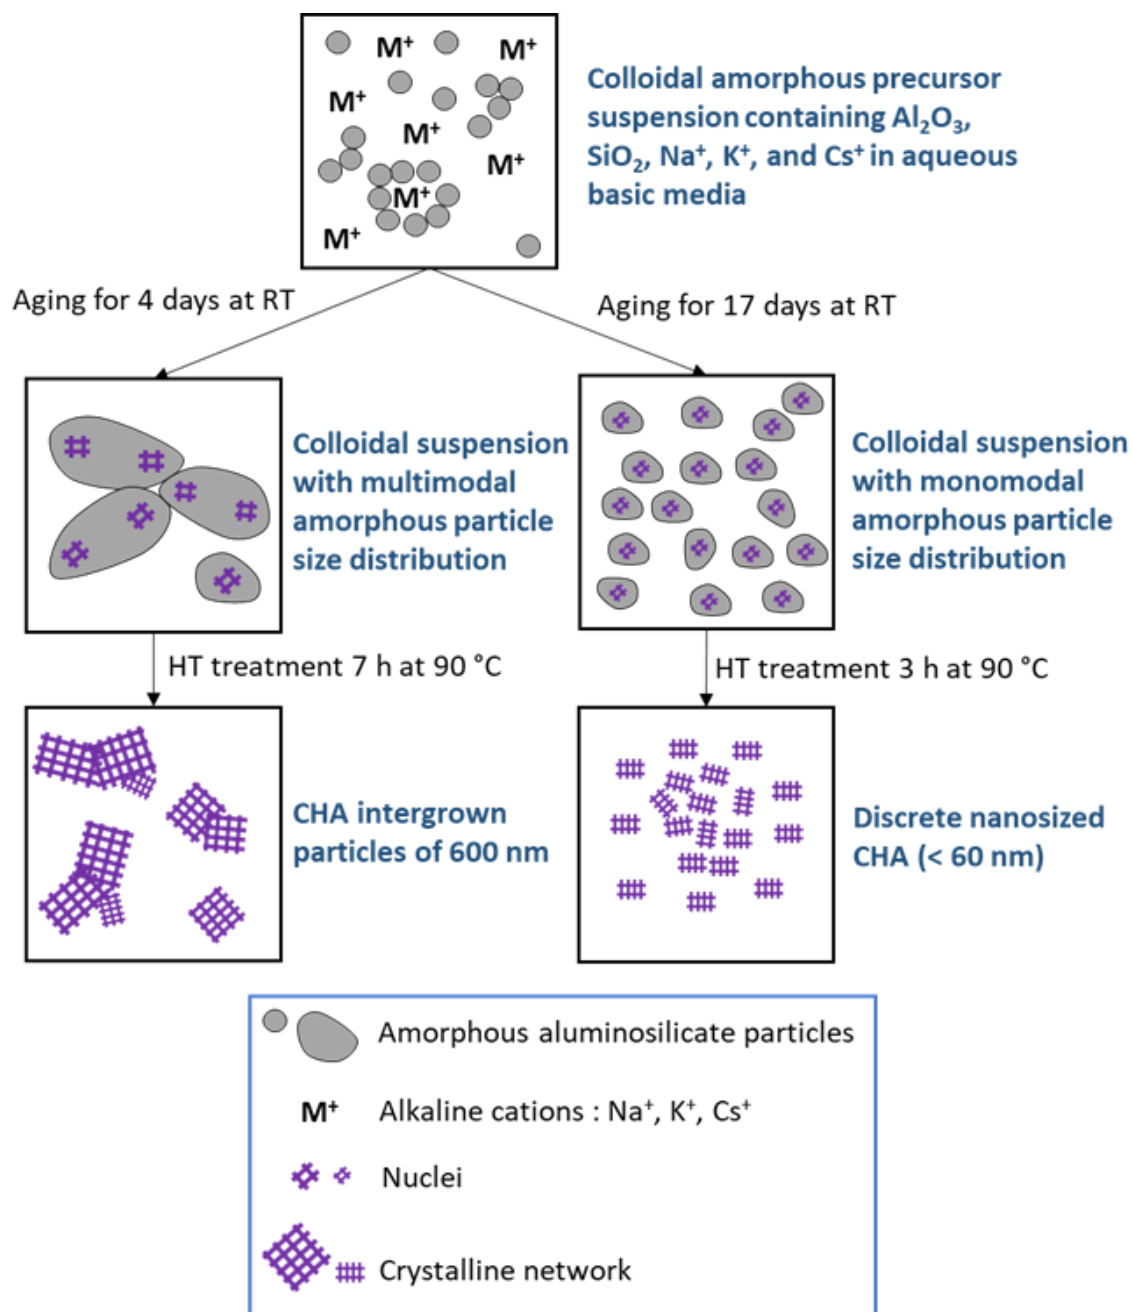 M⁺
M⁺
M⁺
M⁺
M⁺
M⁺
M⁺
Colloidal amorphous precursor
suspension containing Al₂O₃,
SiO₂, Na⁺, K⁺, and Cs⁺ in aqueous
basic media
Aging for 4 days at RT
Aging for 17 days at RT
Colloidal suspension
with multimodal
amorphous particle
size distribution
Colloidal suspension
with monomodal
amorphous particle
size distribution
HT treatment 7 h at 90 °C
HT treatment 3 h at 90 °C
CHA intergrown
particles of 600 nm
Discrete nanosized
CHA (< 60 nm)
Amorphous aluminosilicate particles
M⁺ Alkaline cations : Na⁺, K⁺, Cs⁺
Nuclei
Crystalline network